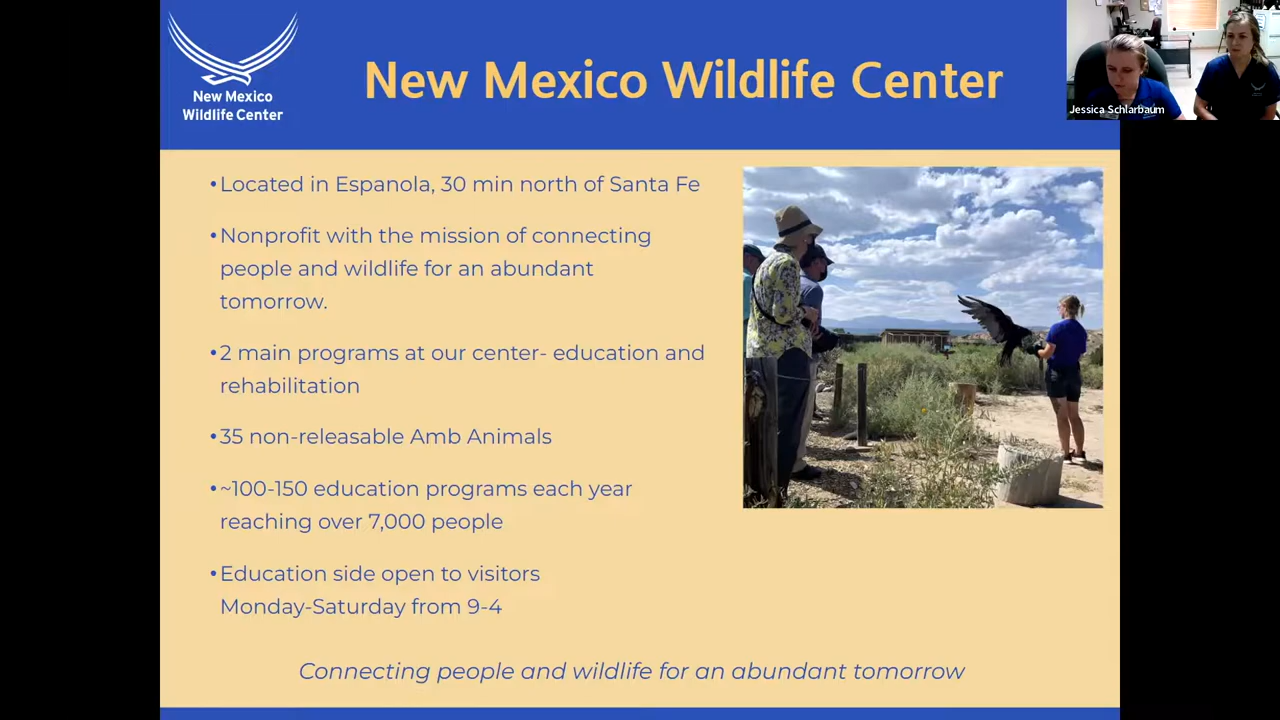 New Mexico
Wildlife Center
New Mexico Wildlife Center
Jessica Schlarbaum
•Located in Espanola, 30 min north of Santa Fe
•Nonprofit with the mission of connecting
people and wildlife for an abundant
tomorrow.
•2 main programs at our center- education and
rehabilitation
•35 non-releasable Amb Animals
•~100-150 education programs each year
reaching over 7,000 people
•Education side open to visitors
Monday-Saturday from 9-4
Connecting people and wildlife for an abundant tomorrow